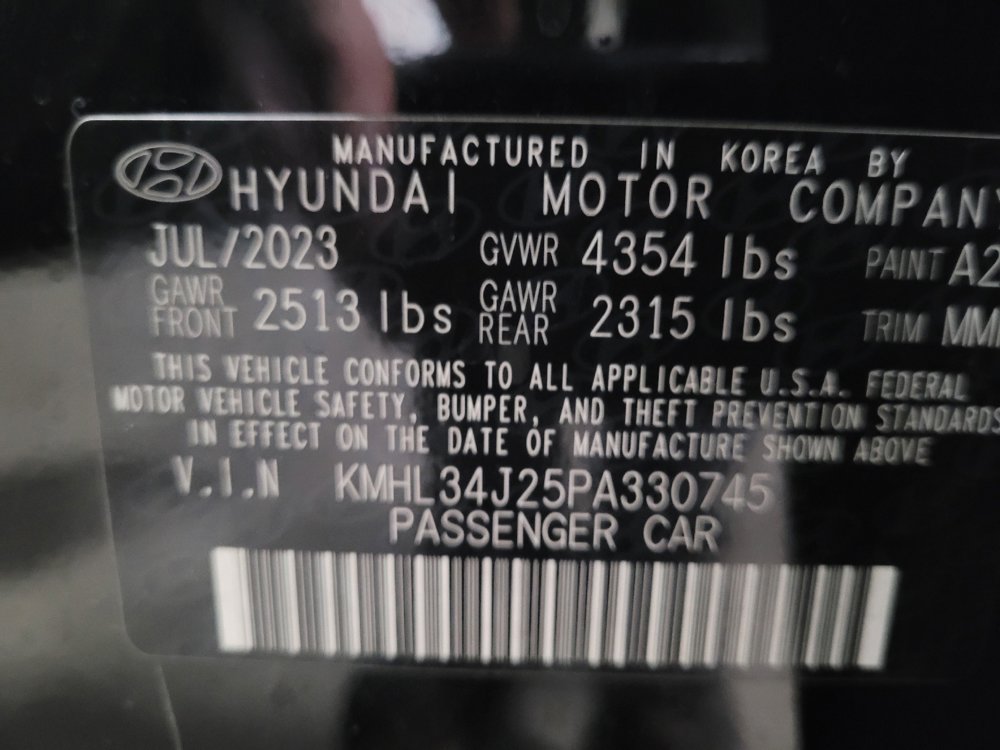 MANUFACTURED IN KOREA BY
HYUNDAI MOTOR COMPANY
JUL/2023 GVWR 4354 lbs PAINT A2
GAWR FRONT 2513 lbs GAWR REAR 2315 lbs TRIM MM
THIS VEHICLE CONFORMS TO ALL APPLICABLE U.S.A. FEDERAL
MOTOR VEHICLE SAFETY, BUMPER, AND THEFT PREVENTION STANDARDS
IN EFFECT ON THE DATE OF MANUFACTURE SHOWN ABOVE
V.I.N KMHL34J25PA330745
PASSENGER CAR